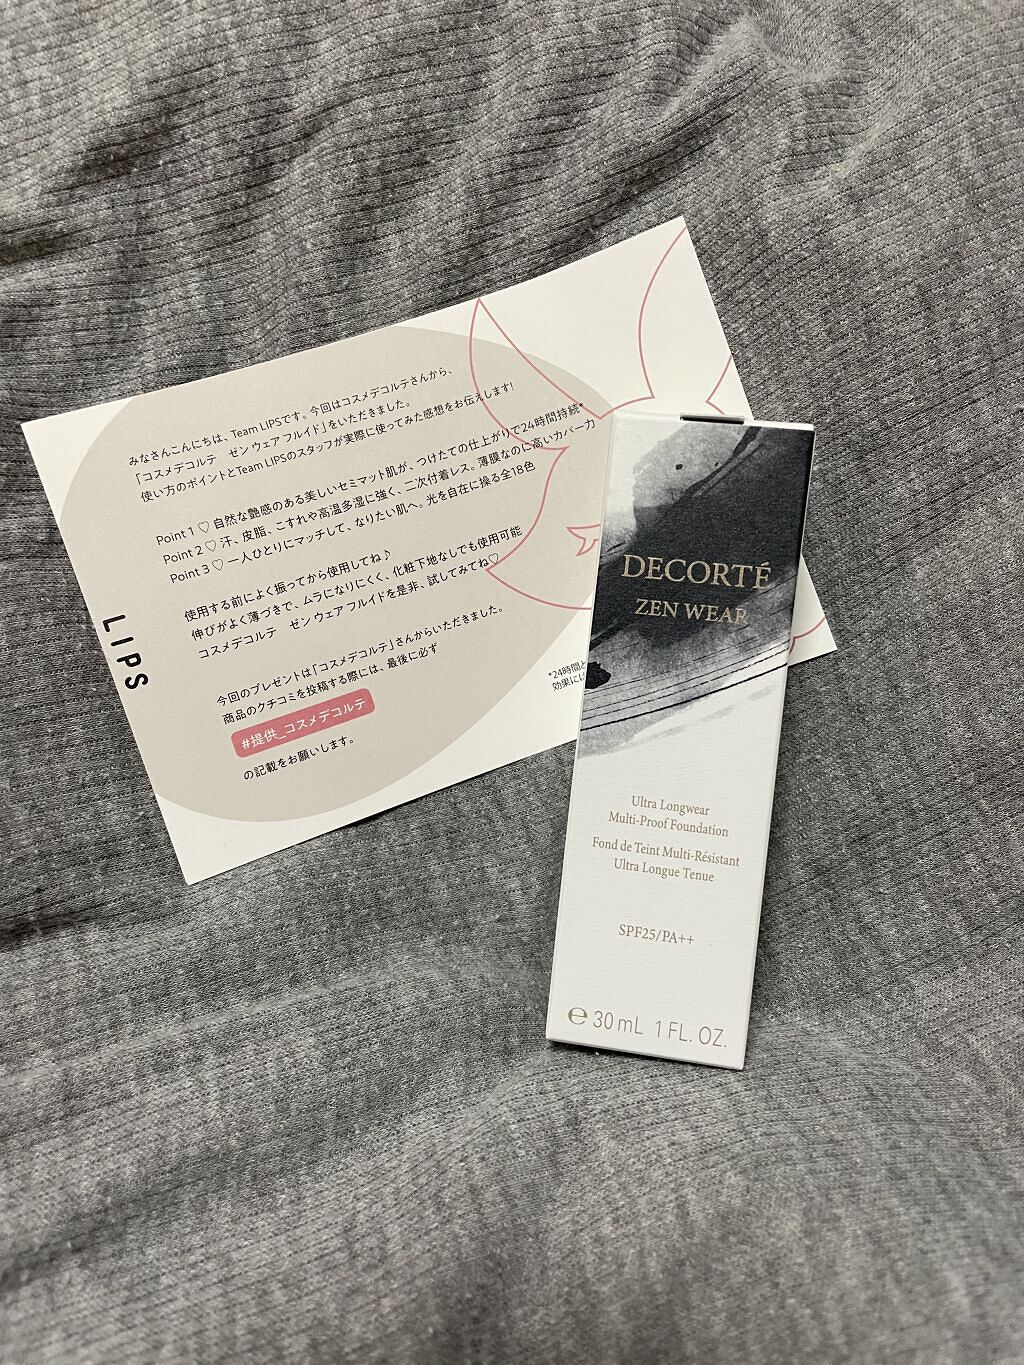 みなさんこんにちは、Team LIPSです。今回はコスメデコルテさんから、
「コスメデコルテ ゼン ウェア フルイド」をいただきました。
使い方のポイントとTeam LIPSのスタッフが実際に使ってみた感想をお伝えします!
Point 1 ♡ 自然な艶感のある美しいセミマット肌が、つけたての仕上がりで24時間持続*
Point 2 ♡ 汗、皮脂、こすれや高温多湿に強く、二次付着レス。薄膜なのに高いカバー力
Point 3 ♡ 一人ひとりにマッチして、なりたい肌へ。光を自在に操る全18色
使用する前によく振ってから使用してね♪
伸びがよく薄づきで、ムラになりにくく、化粧下地なしでも使用可能
コスメデコルテ ゼン ウェア フルイドを是非、試してみてね♡
今回のプレゼントは「コスメデコルテ」さんからいただきました。
商品のクチコミを投稿する際には、最後に必ず
#提供_コスメデコルテ
の記載をお願いします。
*24時間と
効果に
LIPS
DECORTÉ
ZEN WEAR
Ultra Longwear
Multi-Proof Foundation
Fond de Teint Multi-Résistant
Ultra Longue Tenue
SPF25/PA++
℮ 30 mL 1 FL. OZ.